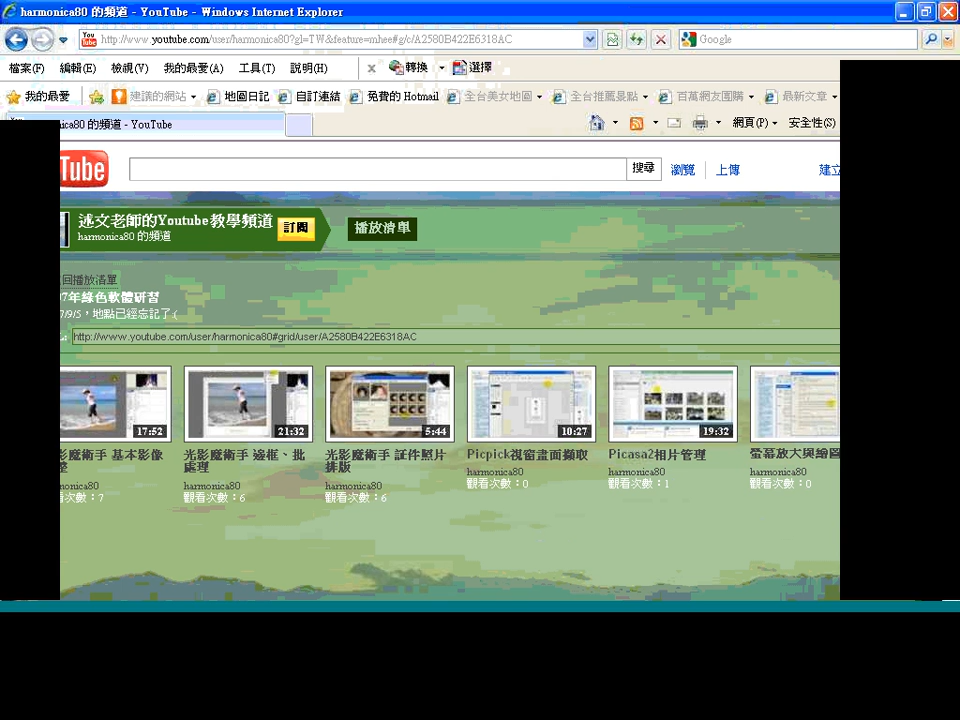 harmonica80 的頻道 - YouTube - Windows Internet Explorer
http://www.youtube.com/user/harmonica80?gl=TW&feature=mhee#g/c/A2580B422E6318AC
Google
檔案(F) 編輯(E) 檢視(V) 我的最愛(A) 工具(T) 說明(H) x 轉換 選擇
我的最愛 建議的網站 地圖日記 自訂連結 免費的 Hotmail 全台美女地圖 全台推薦景點 百萬網友團購 最新文章
ica80 的頻道 - YouTube 網頁(P) 安全性(S)
Tube 搜尋 瀏覽 上傳 建立
述文老師的Youtube教學頻道 訂閱 播放清單
harmonica80 的頻道
回播放清單
7年綠色軟體研習
7/9/5，地點已經忘記了:(
http://www.youtube.com/user/harmonica80#grid/user/A2580B422E6318AC
17:52 21:32 5:44 10:27 19:32
影魔術手 基本影像 光影魔術手 邊框、批 光影魔術手 証件照片 Picpick視窗畫面擷取 Picasa2相片管理 螢幕放大與繪圖
整 處理 排版
harmonica80 harmonica80 harmonica80
觀看次數：0 觀看次數：1 觀看次數：0
monica80 harmonica80 harmonica80
看次數：7 觀看次數：6 觀看次數：6